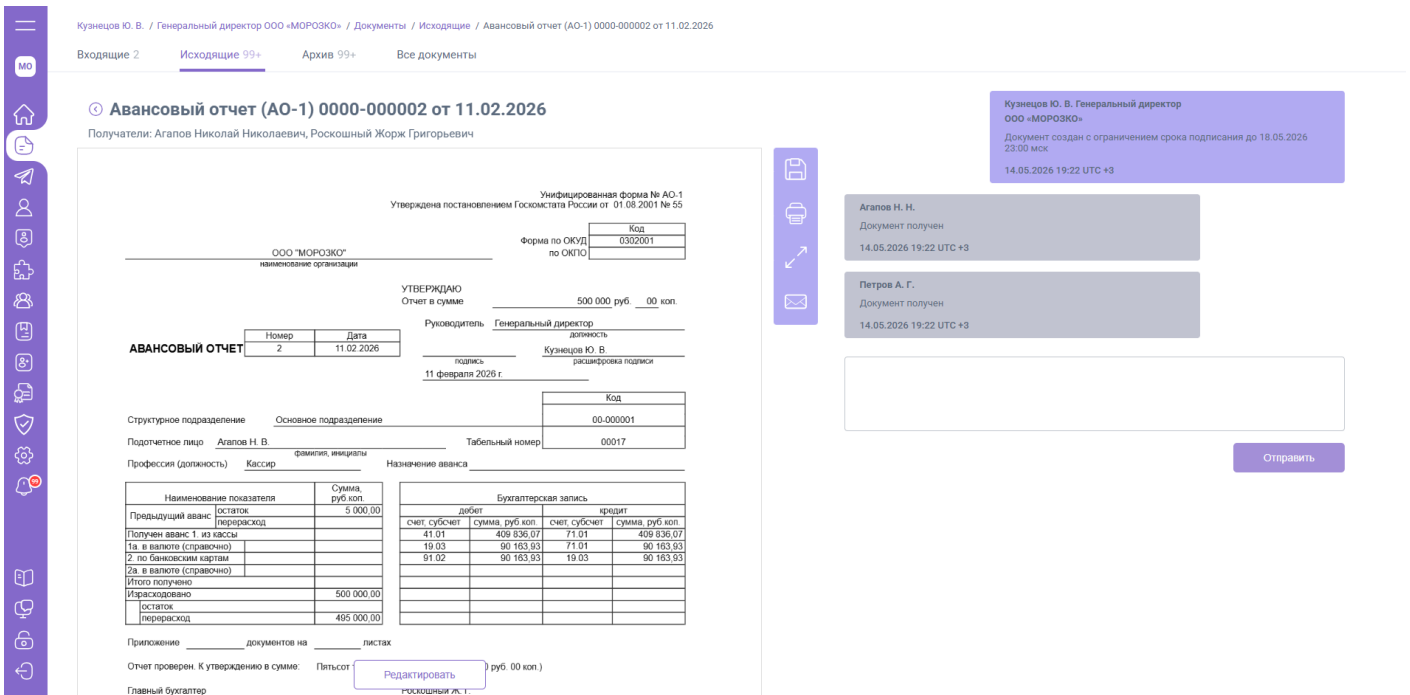 Кузнецов Ю. В. / Генеральный директор ООО «МОРОЗКО» / Документы / Исходящие / Авансовый отчет (АО-1) 0000-000002 от 11.02.2026
Входящие 2 Исходящие 99+ Архив 99+ Все документы
МО
Авансовый отчет (АО-1) 0000-000002 от 11.02.2026
Получатели: Агапов Николай Николаевич, Роскошный Жорж Григорьевич
Унифицированная форма № АО-1
Утверждена постановлением Госкомстата России от 01.08.2001 № 55
Код
Форма по ОКУД 0302001
ООО "МОРОЗКО" по ОКПО
наименование организации
УТВЕРЖДАЮ
Отчет в сумме 500 000 руб. 00 коп.
Руководитель Генеральный директор
должность
Номер Дата
АВАНСОВЫЙ ОТЧЕТ 2 11.02.2026 Кузнецов Ю. В.
подпись расшифровка подписи
11 февраля 2026 г.
Код
Структурное подразделение Основное подразделение 00-000001
Подотчетное лицо Агапов Н. В. Табельный номер 00017
фамилия, инициалы
Профессия (должность) Кассир Назначение аванса
Наименование показателя Сумма, руб.коп. Бухгалтерская запись
Предыдущий аванс остаток 5 000,00 дебет кредит
перерасход счет, субсчет сумма, руб.коп. счет, субсчет сумма, руб.коп.
Получен аванс 1. из кассы 41.01 409 836,07 71.01 409 836,07
1а. в валюте (справочно) 19.03 90 163,93 71.01 90 163,93
2. по банковским картам 91.02 90 163,93 19.03 90 163,93
2а. в валюте (справочно)
Итого получено
Израсходовано 500 000,00
остаток
перерасход 495 000,00
Приложение документов на листах
Отчет проверен. К утверждению в сумме: Пятьсот руб. 00 коп.)
Редактировать
Главный бухгалтер Роскошный Ж. Г.
Кузнецов Ю. В. Генеральный директор
ООО «МОРОЗКО»
Документ создан с ограничением срока подписания до 18.05.2026
23:00 мск
14.05.2026 19:22 UTC +3
Агапов Н. Н.
Документ получен
14.05.2026 19:22 UTC +3
Петров А. Г.
Документ получен
14.05.2026 19:22 UTC +3
Отправить
99